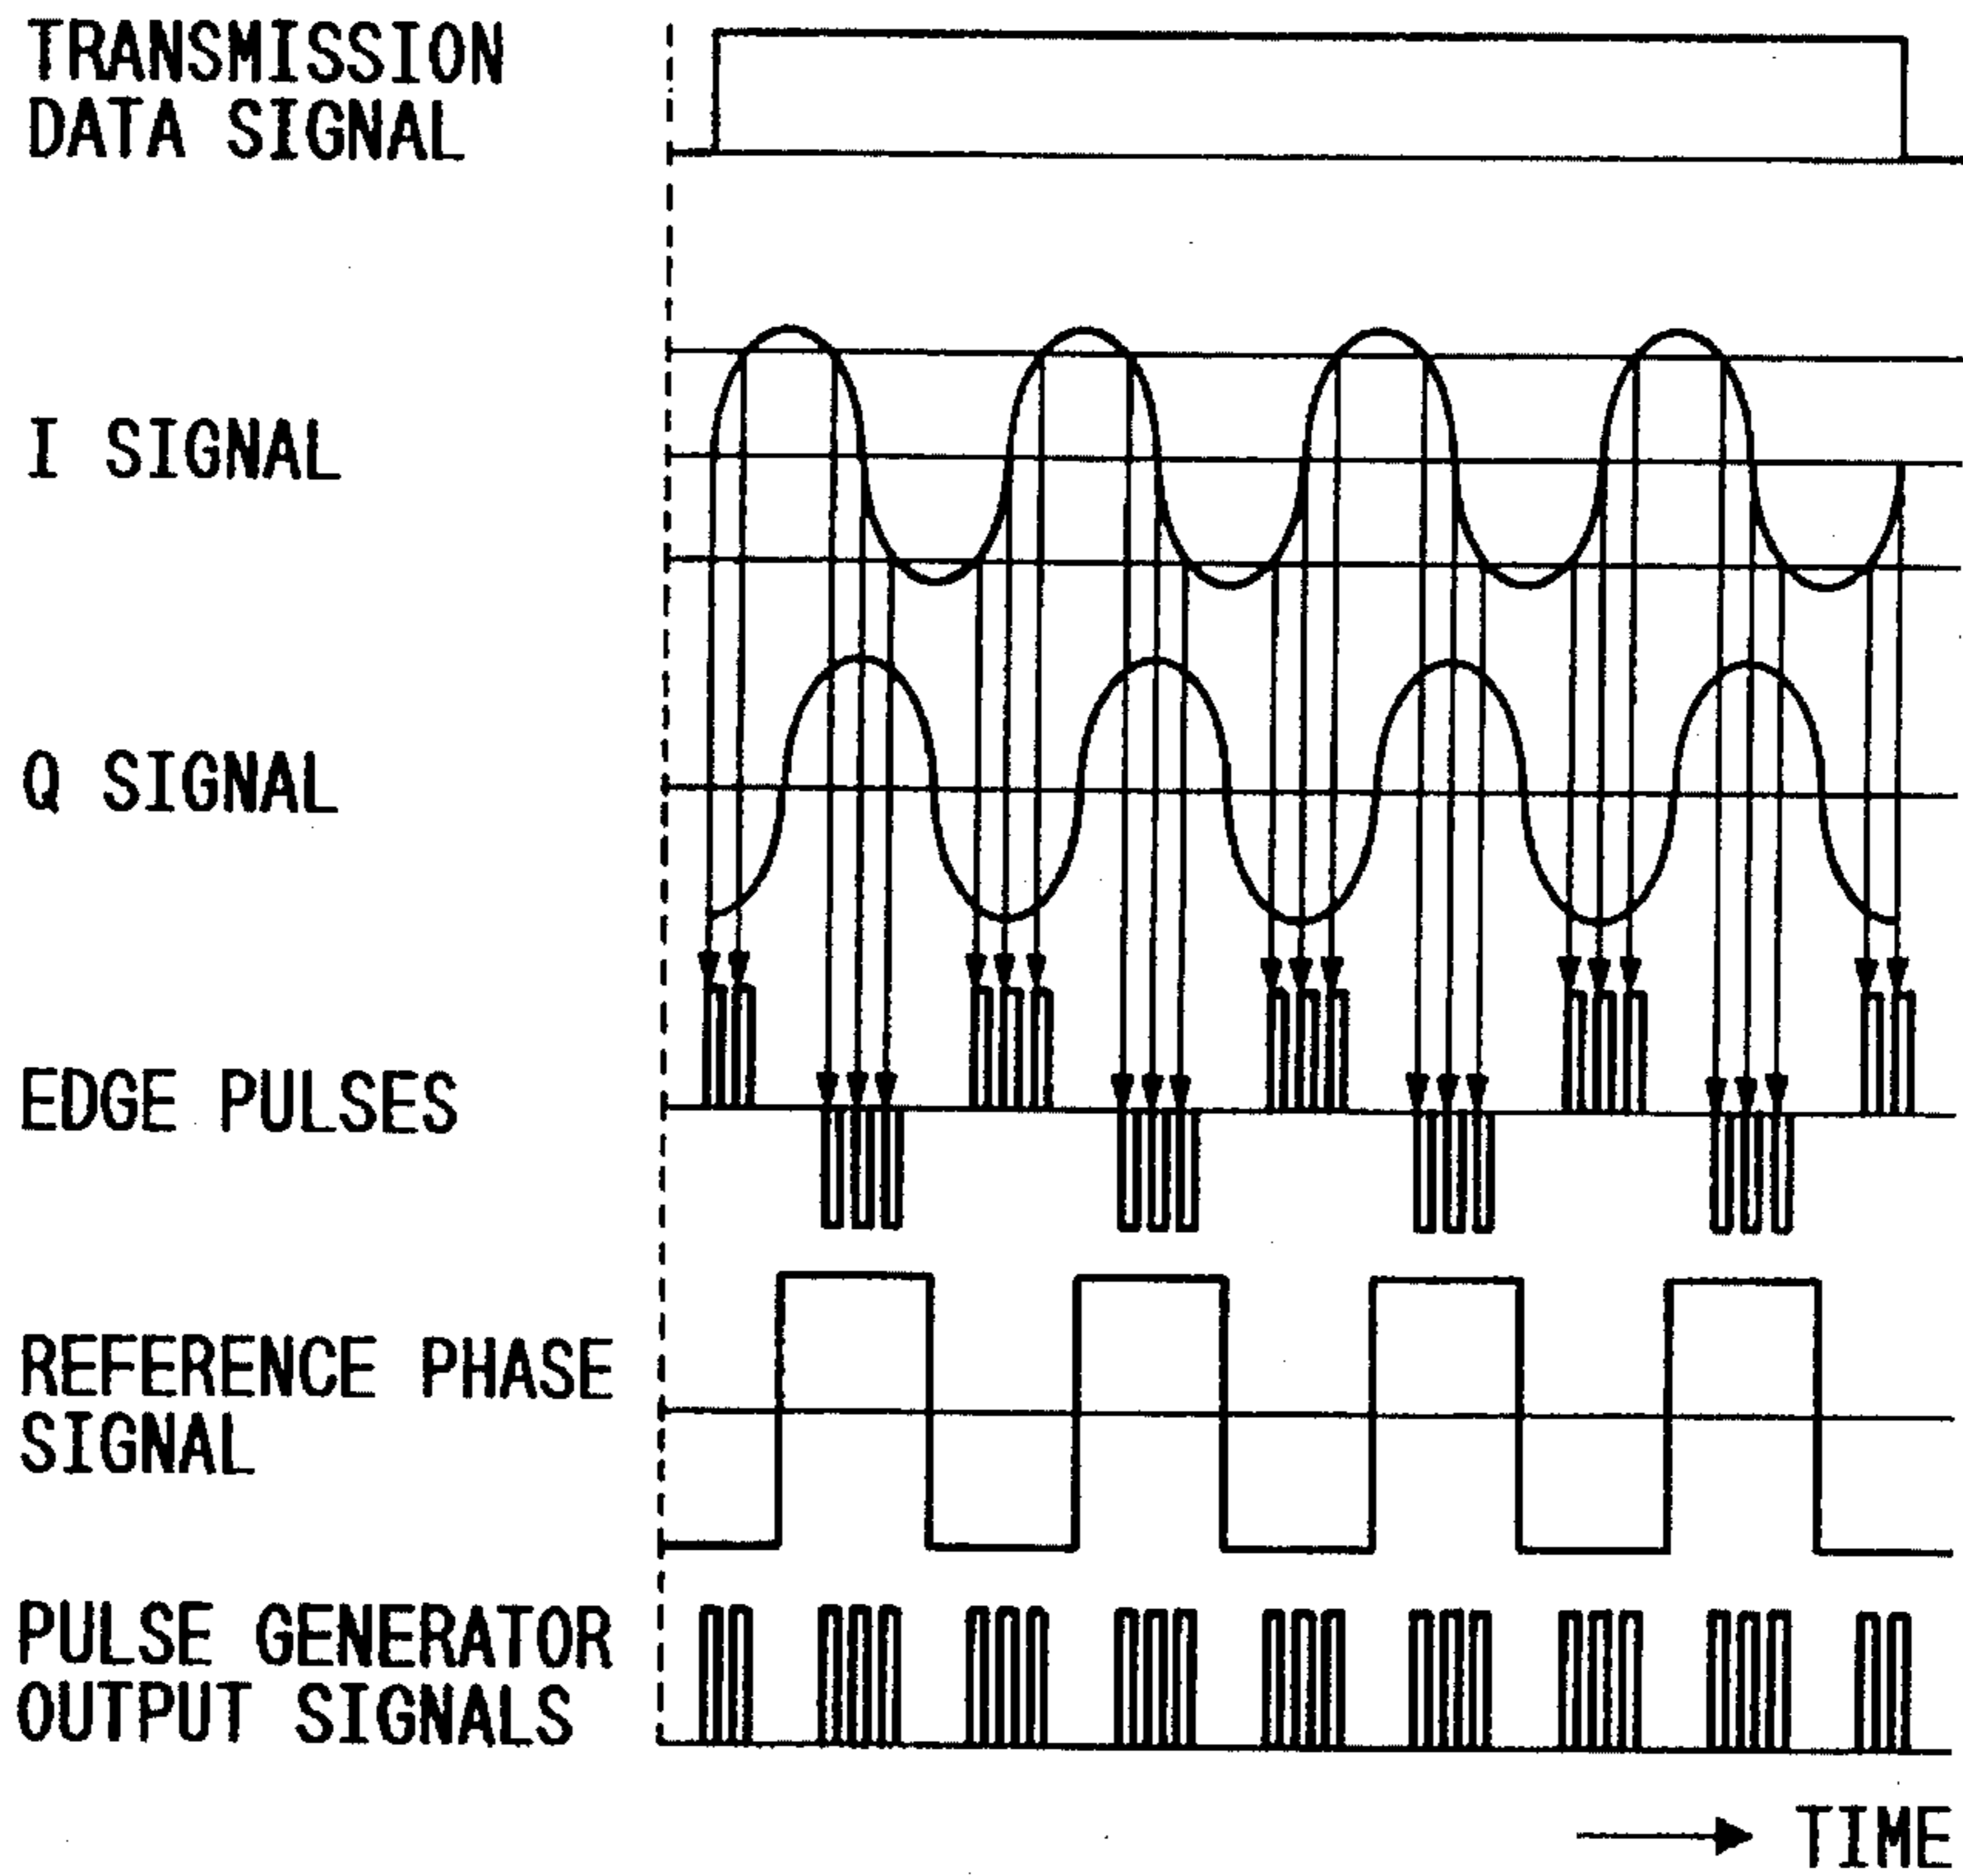 TRANSMISSION
DATA SIGNAL
I SIGNAL
Q SIGNAL
EDGE PULSES
REFERENCE PHASE
SIGNAL
PULSE GENERATOR
OUTPUT SIGNALS
TIME